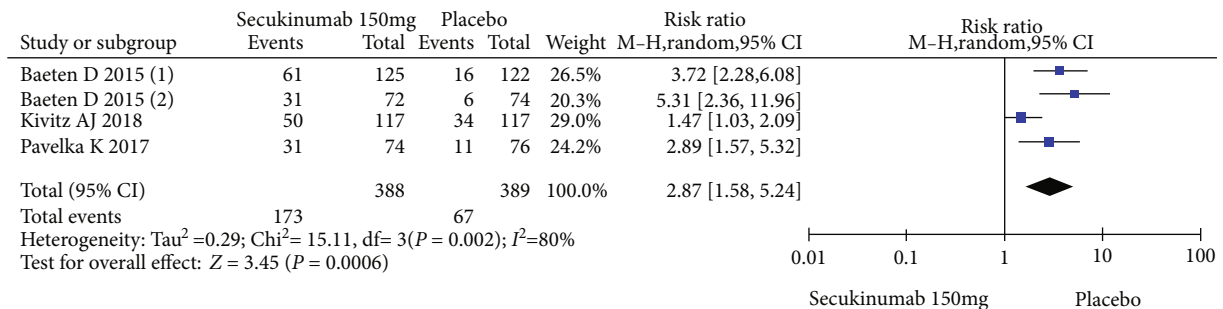 Secukinumab 150mg Placebo Risk ratio Risk ratio
Study or subgroup Events Total Events Total Weight M–H,random,95% CI M–H,random,95% CI
Baeten D 2015 (1) 61 125 16 122 26.5% 3.72 [2.28,6.08]
Baeten D 2015 (2) 31 72 6 74 20.3% 5.31 [2.36, 11.96]
Kivitz AJ 2018 50 117 34 117 29.0% 1.47 [1.03, 2.09]
Pavelka K 2017 31 74 11 76 24.2% 2.89 [1.57, 5.32]
Total (95% CI) 388 389 100.0% 2.87 [1.58, 5.24]
Total events 173 67
Heterogeneity: Tau² =0.29; Chi²= 15.11, df= 3(P = 0.002); I²=80%
Test for overall effect: Z = 3.45 (P = 0.0006)
0.01 0.1 1 10 100
Secukinumab 150mg Placebo